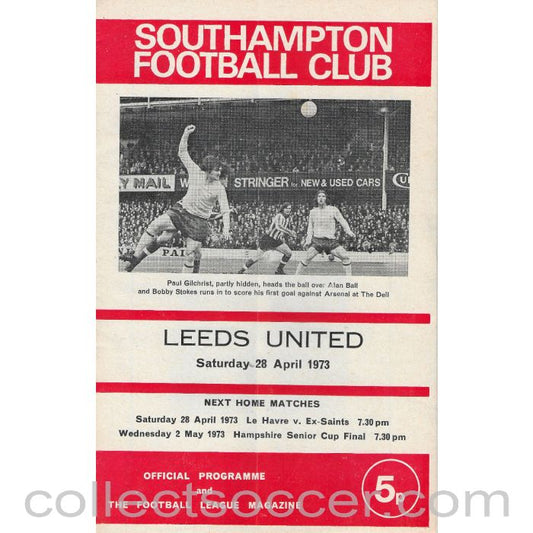 SOUTHAMPTON
FOOTBALL CLUB
Y MAIL
STRINGER for NEW & USED CARS
PAI
Paul Gilchrist, partly hidden, heads the ball over Alan Ball
and Bobby Stokes runs in to score his first goal against Arsenal at The Dell
LEEDS UNITED
Saturday 28 April 1973
NEXT HOME MATCHES
Saturday 28 April 1973 Le Havre v. Ex-Saints 7.30 pm
Wednesday 2 May 1973 Hampshire Senior Cup Final 7.30 pm
OFFICIAL PROGRAMME
and
THE FOOTBALL LEAGUE MAGAZINE
5p
collectsoccer.com